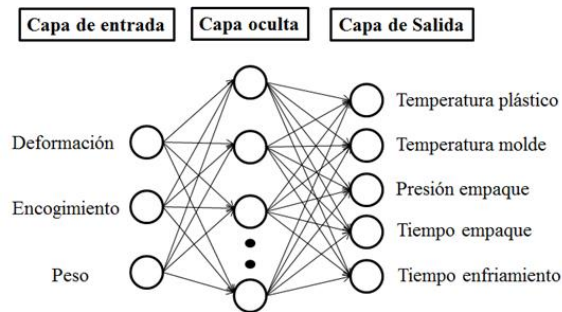 Capa de entrada
Capa oculta
Capa de Salida
Deformación
Encogimiento
Peso
Temperatura plástico
Temperatura molde
Presión empaque
Tiempo empaque
Tiempo enfriamiento